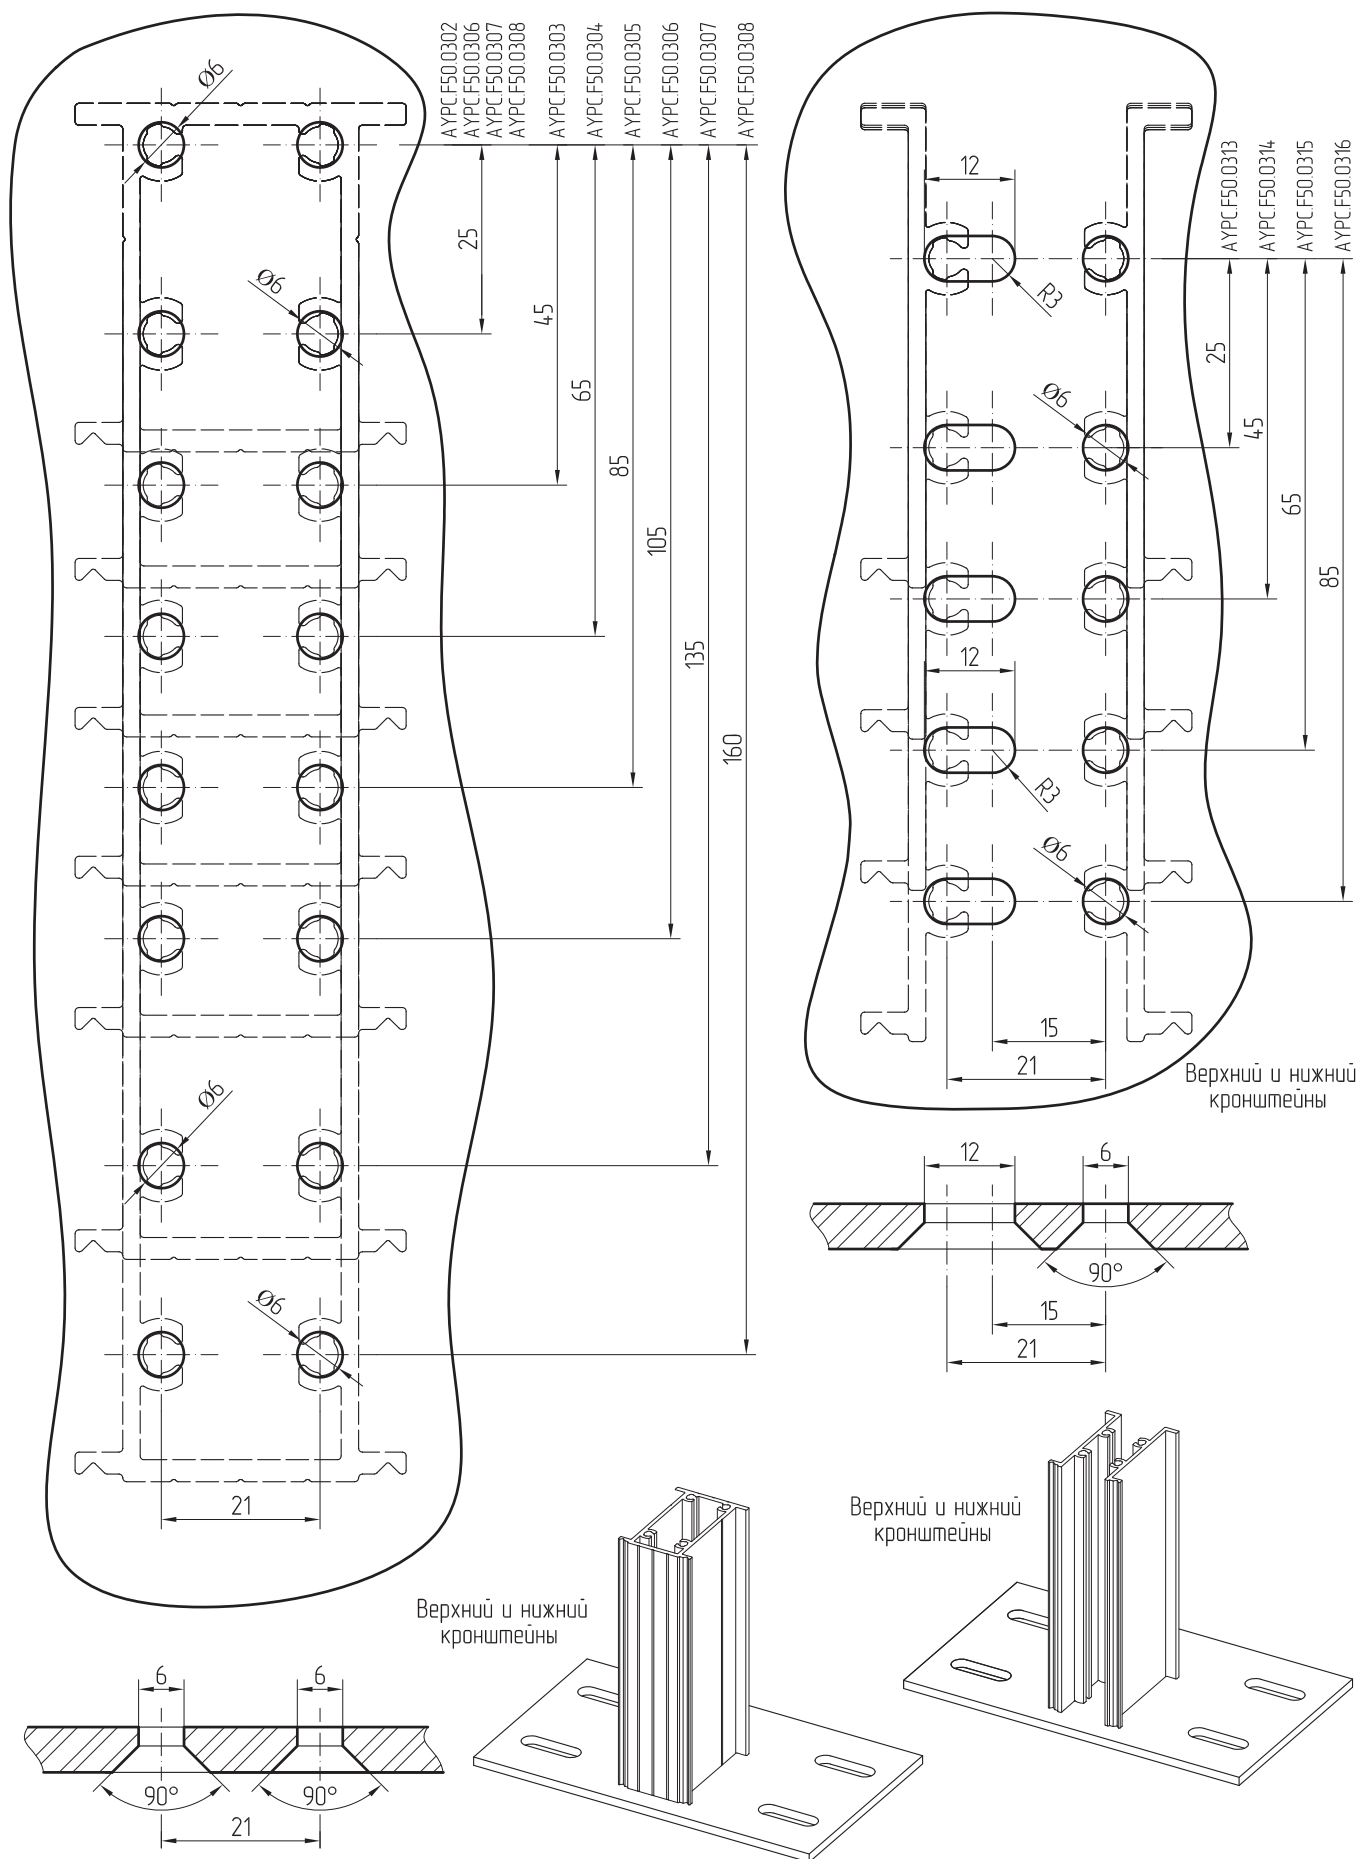 AYPC.F50.0302
AYPC.F50.0306
AYPC.F50.0307
AYPC.F50.0308
AYPC.F50.0303
AYPC.F50.0304
AYPC.F50.0305
AYPC.F50.0306
AYPC.F50.0307
AYPC.F50.0308
Ø6
25
Ø6
45
65
85
105
135
160
Ø6
Ø6
21
AYPC.F50.0313
AYPC.F50.0314
AYPC.F50.0315
AYPC.F50.0316
12
R3
25
Ø6
45
65
85
12
R3
Ø6
15
21
Верхний и нижний
кронштейны
12
6
90°
15
21
Верхний и нижний
кронштейны
Верхний и нижний
кронштейны
6
6
90°
90°
21